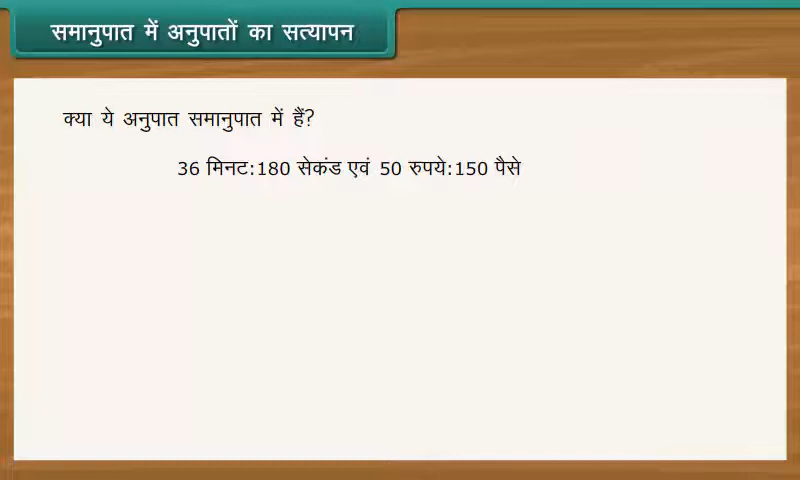 समानुपात में अनुपातों का सत्यापन
क्या ये अनुपात समानुपात में हैं?
36 मिनट:180 सेकंड एवं 50 रुपये:150 पैसे